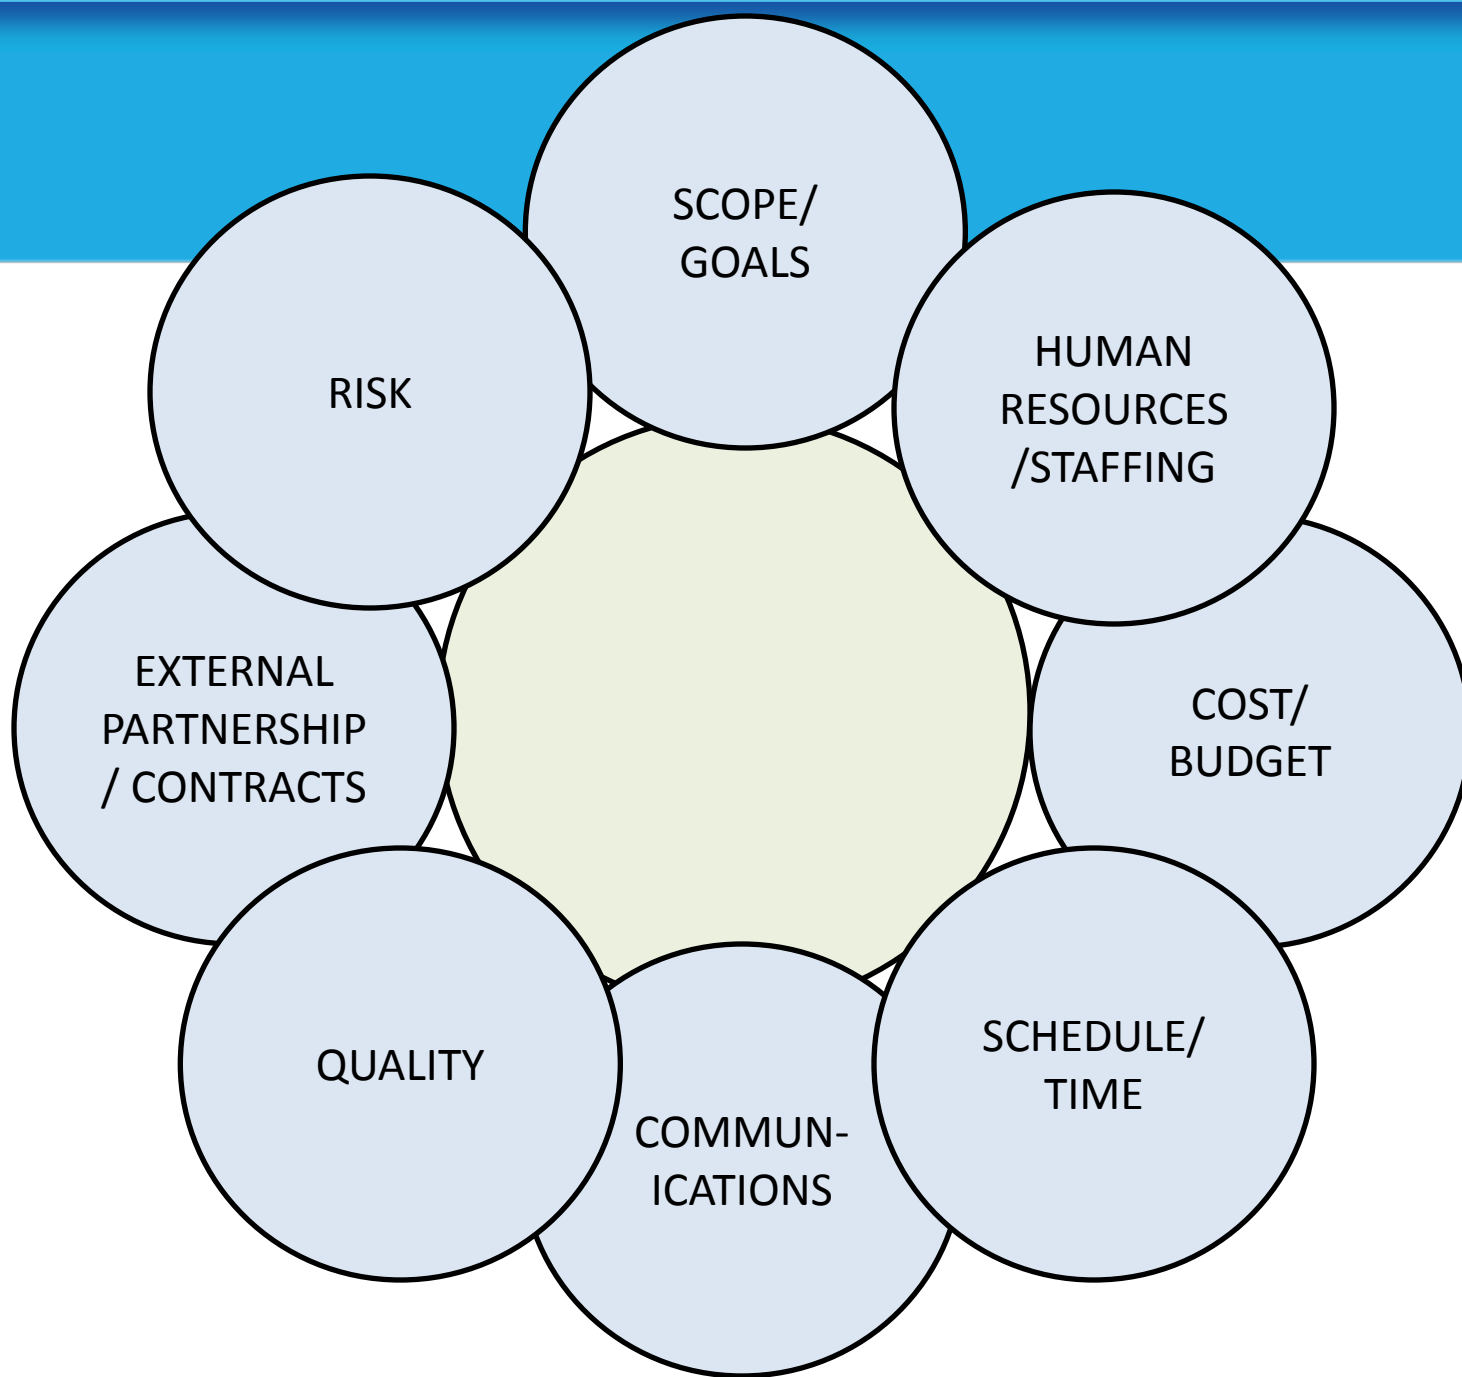 SCOPE/
GOALS
HUMAN
RESOURCES
/STAFFING
RISK
EXTERNAL
PARTNERSHIP
/ CONTRACTS
COST/
BUDGET
SCHEDULE/
TIME
QUALITY
COMMUN-
ICATIONS